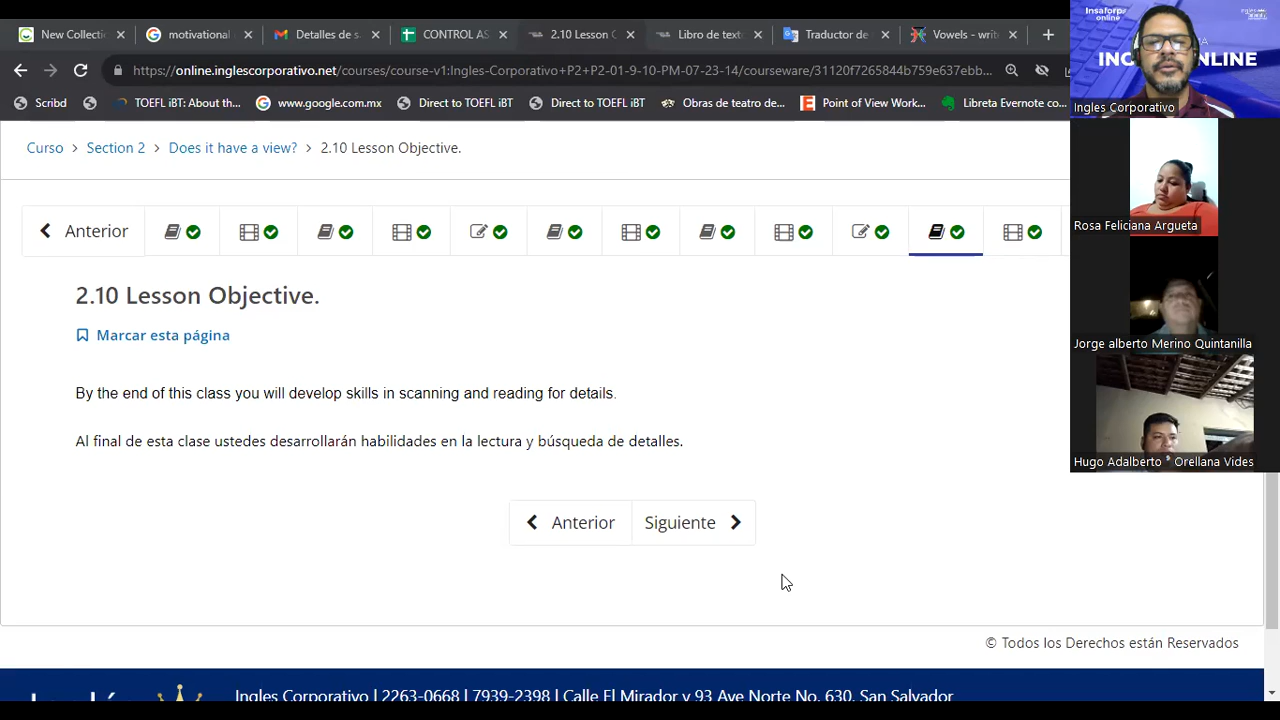 New Collectio
motivational
Detalles de s
CONTROL AS
2.10 Lesson O
Libro de text
Traductor de
Vowels - write
https://online.inglescorporativo.net/courses/course-v1:Ingles-Corporativo+P2+P2-01-9-10-PM-07-23-14/courseware/31120f7265844b759e637ebb...
Scribd
TOEFL iBT: About th...
www.google.com.mx
Direct to TOEFL iBT
Direct to TOEFL iBT
Obras de teatro de...
Point of View Work...
Libreta Evernote co...
Curso > Section 2 > Does it have a view? > 2.10 Lesson Objective.
Anterior
2.10 Lesson Objective.
Marcar esta página
By the end of this class you will develop skills in scanning and reading for details.
Al final de esta clase ustedes desarrollarán habilidades en la lectura y búsqueda de detalles.
Anterior
Siguiente
© Todos los Derechos están Reservados
Ingles Corporativo | 2263-0668 | 7939-2398 | Calle El Mirador y 93 Ave Norte No. 630, San Salvador
Insaforp
online
NLINE
Ingles Corporativo
Rosa Feliciana Argueta
Jorge alberto Merino Quintanilla
Hugo Adalberto Orellana Vides